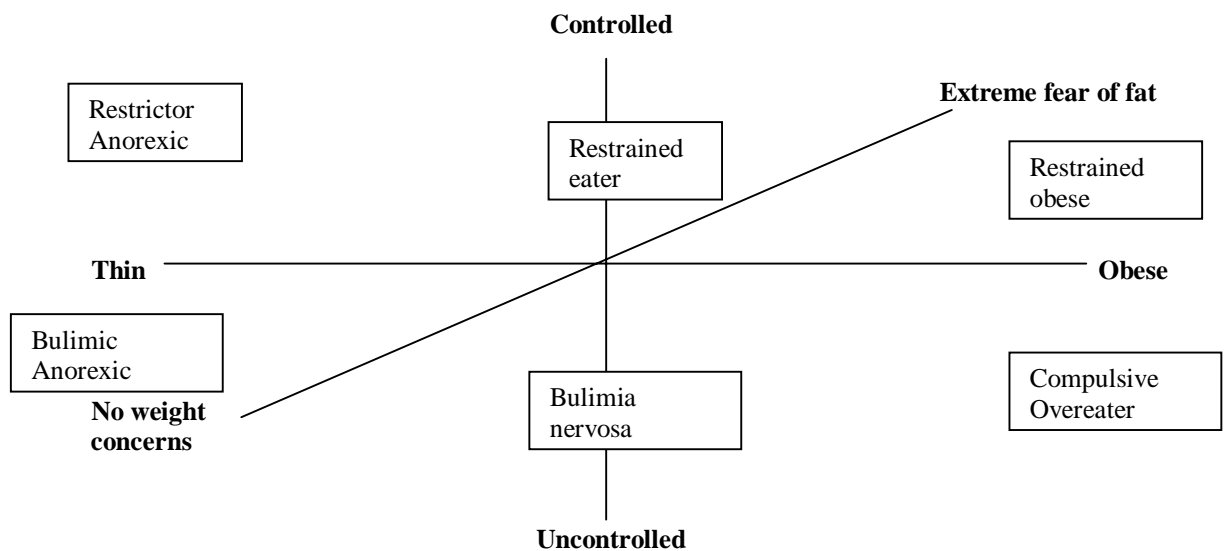 Controlled
Extreme fear of fat
Restrictor
Anorexic
Restrained
eater
Restrained
obese
Thin
Obese
Bulimic
Anorexic
No weight
concerns
Bulimia
nervosa
Compulsive
Overeater
Uncontrolled